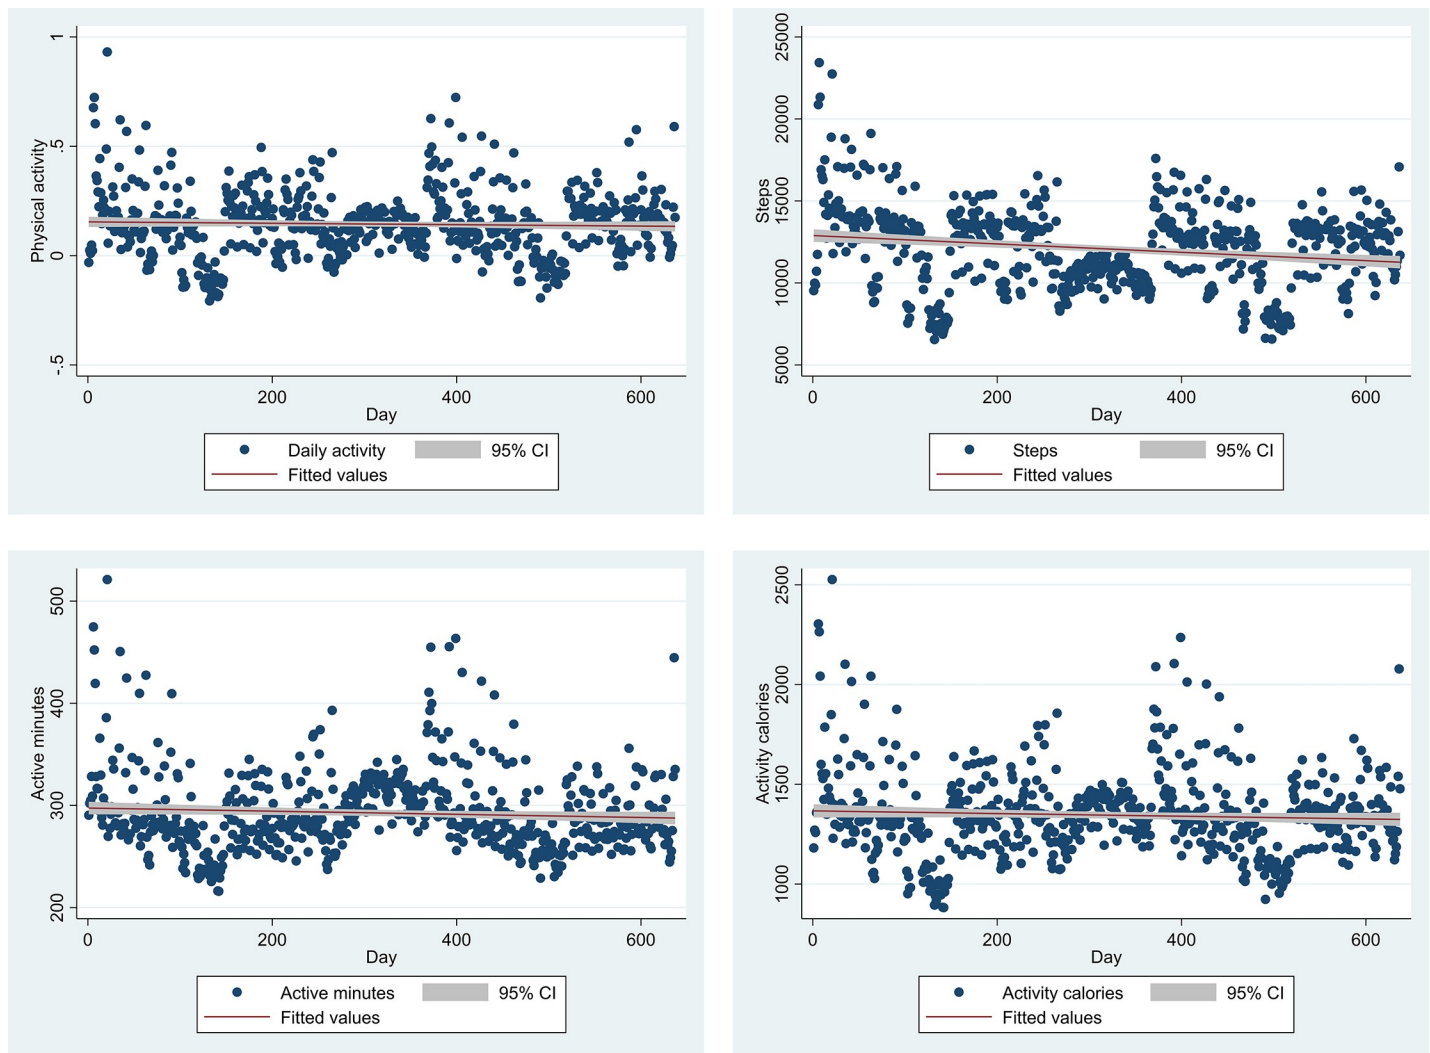 1
.5
0
-.5
Physical activity
0 200 400 600
Day
Daily activity 95% CI
Fitted values
25000
20000
15000
10000
5000
Steps
0 200 400 600
Day
Steps 95% CI
Fitted values
500
400
300
200
Active minutes
0 200 400 600
Day
Active minutes 95% CI
Fitted values
2500
2000
1500
1000
Activity calories
0 200 400 600
Day
Activity calories 95% CI
Fitted values